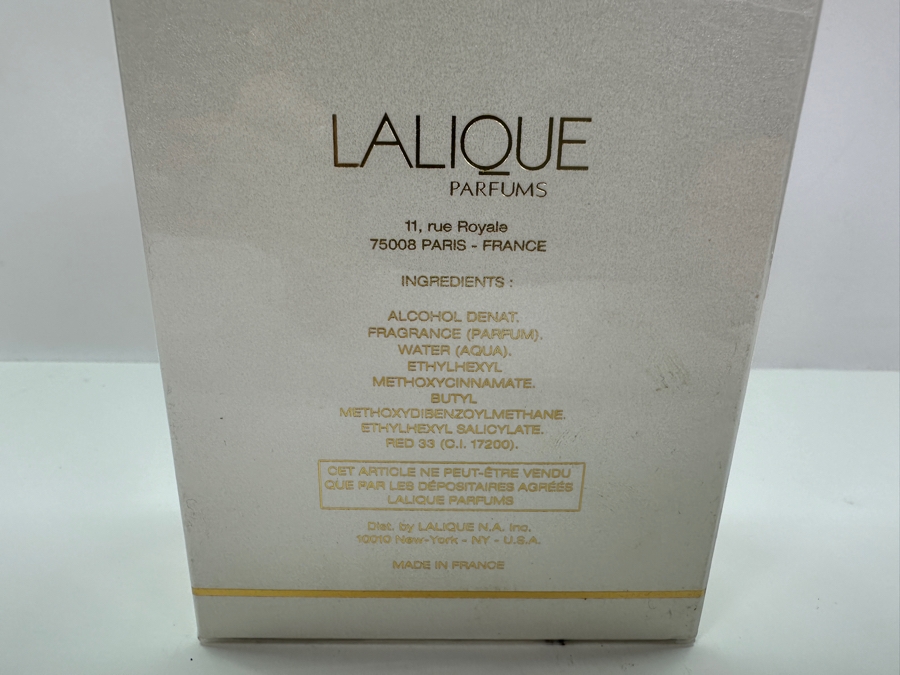 LALIQUE
PARFUMS
11, rue Royale
75008 PARIS - FRANCE
INGREDIENTS :
ALCOHOL DENAT.
FRAGRANCE (PARFUM).
WATER (AQUA).
ETHYLHEXYL
METHOXYCINNAMATE.
BUTYL
METHOXYDIBENZOYLMETHANE.
ETHYLHEXYL SALICYLATE.
RED 33 (C.I. 17200).
CET ARTICLE NE PEUT-ÊTRE VENDU
QUE PAR LES DÉPOSITAIRES AGRÉÉS
LALIQUE PARFUMS
Dist. by LALIQUE N.A. Inc.
10010 New-York - NY - U.S.A.
MADE IN FRANCE